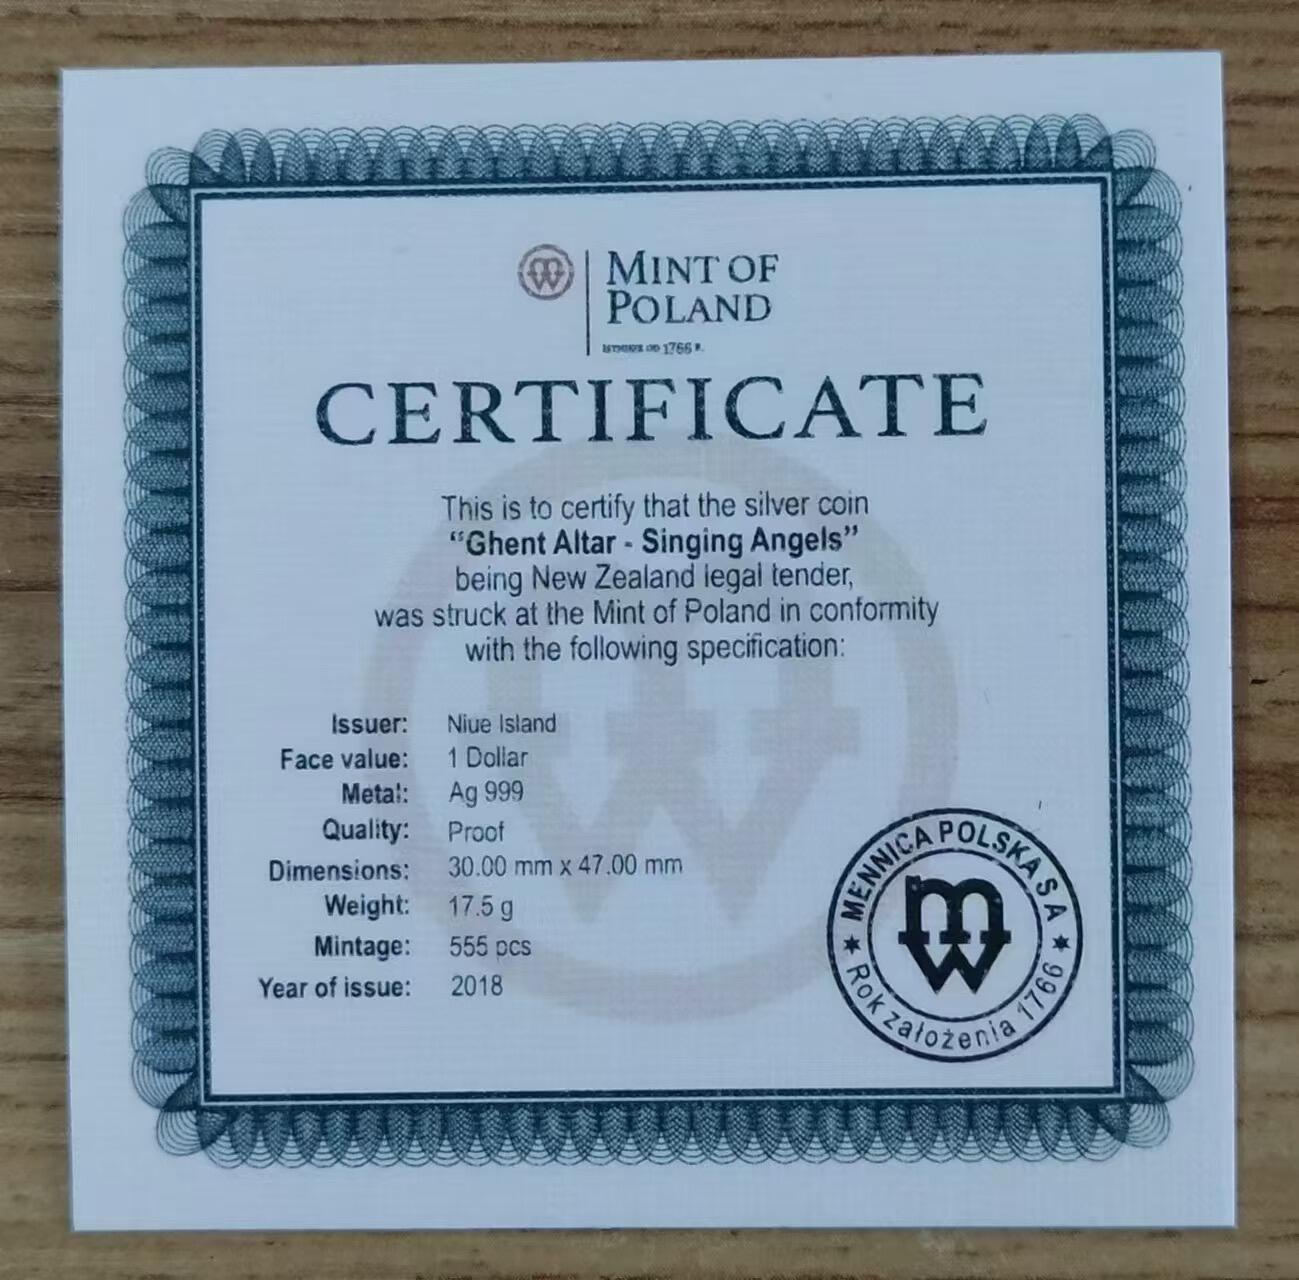 MINT OF
POLAND
1766 R.
CERTIFICATE
This is to certify that the silver coin
“Ghent Altar - Singing Angels”
being New Zealand legal tender,
was struck at the Mint of Poland in conformity
with the following specification:
Issuer: Niue Island
Face value: 1 Dollar
Metal: Ag 999
Quality: Proof
Dimensions: 30.00 mm x 47.00 mm
Weight: 17.5 g
Mintage: 555 pcs
Year of issue: 2018
MENNICA POLSKA S A
Rok założenia 1766